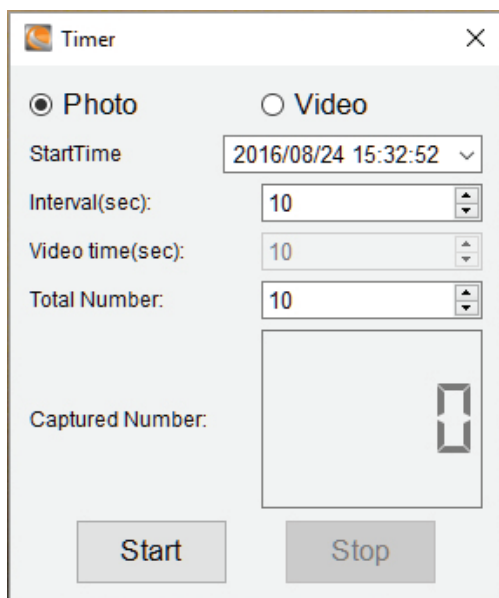 Timer
Photo Video
StartTime 2016/08/24 15:32:52
Interval(sec): 10
Video time(sec): 10
Total Number: 10
Captured Number: 0
Start Stop